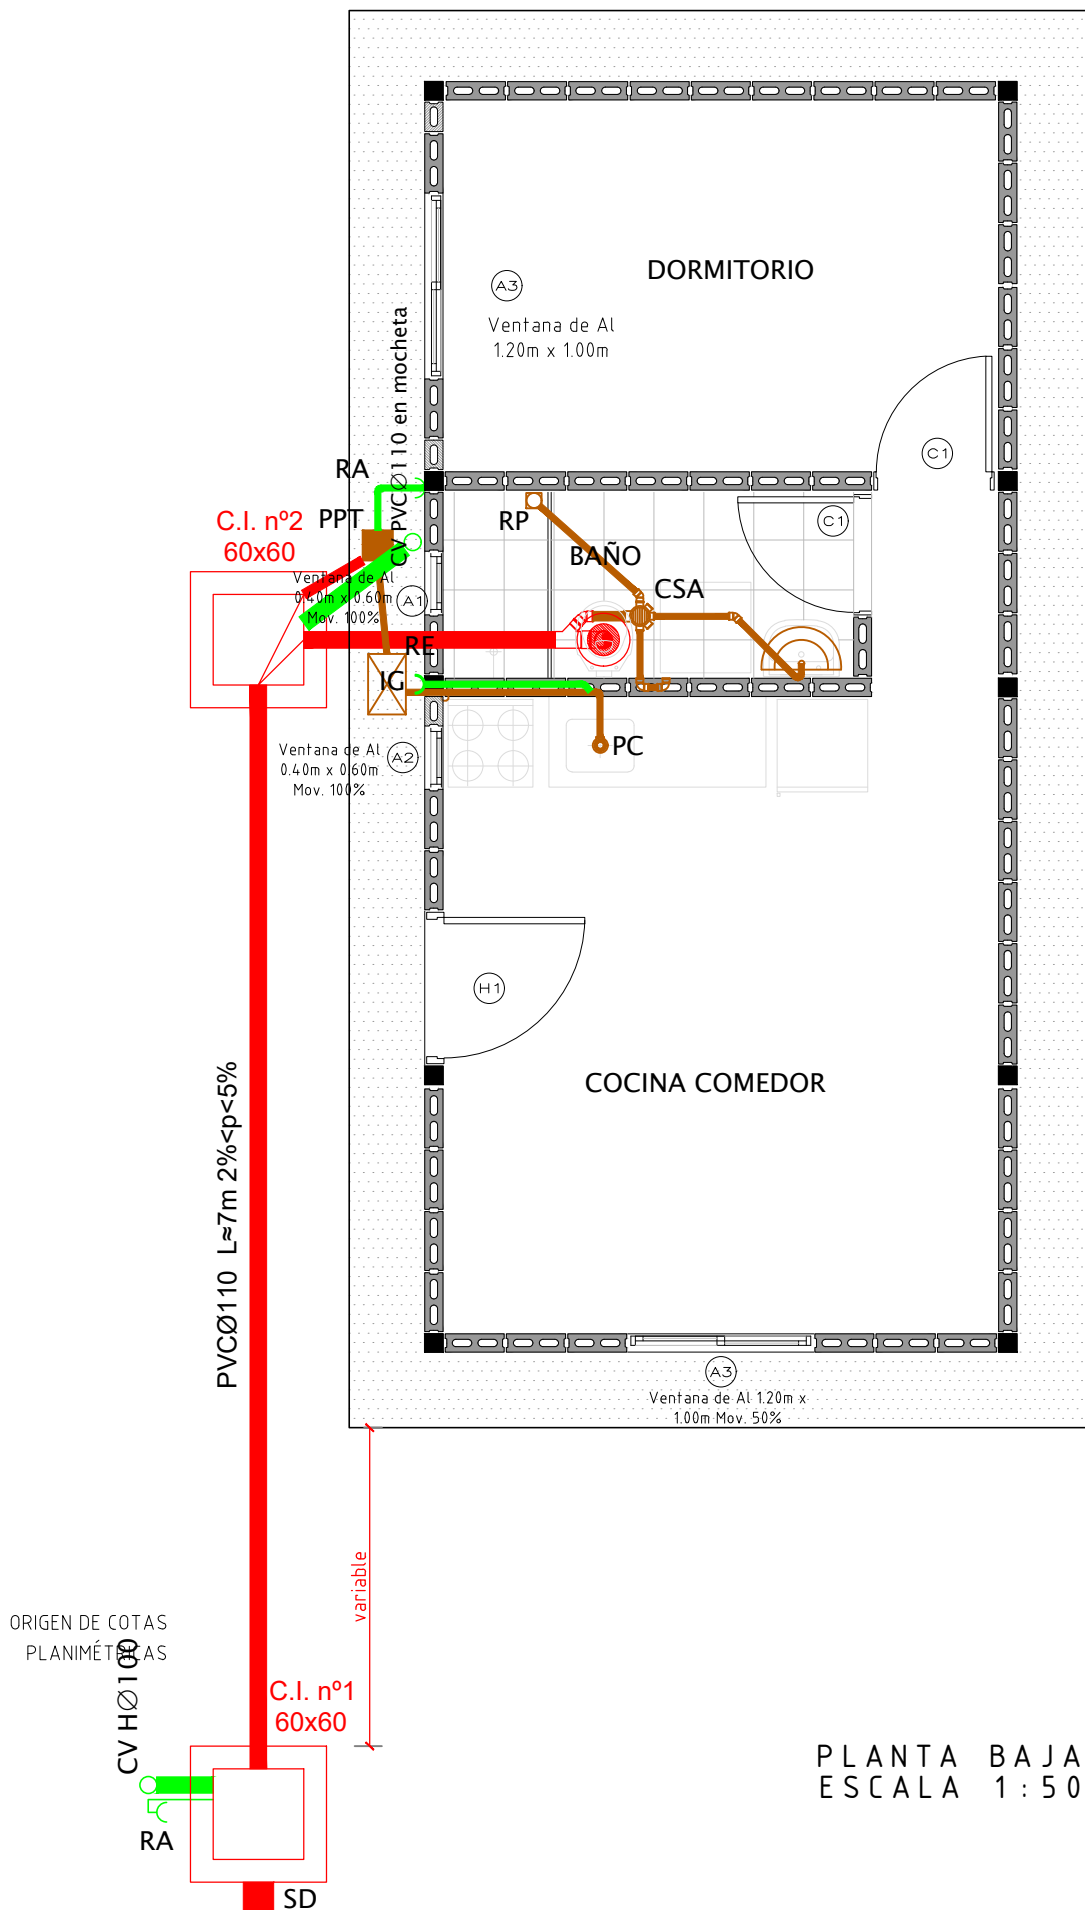 DORMITORIO
A3
Ventana de Al
1.20m x 1.00m
CV PVCØ110 en mocheta
C1
RA
PPT
C.I. nº2
60x60
RP
C1
BAÑO
CSA
Ventana de Al
0.40m x 0.60m
Mov. 100%
A1
RE
IG
PC
Ventana de Al
0.40m x 0.60m
Mov. 100%
A2
H1
COCINA COMEDOR
PVCØ110 L≈7m 2%<p<5%
A3
Ventana de Al 1.20m x
1.00m Mov. 50%
variable
ORIGEN DE COTAS
PLANIMÉTRICAS
CV HØ100
C.I. nº1
60x60
RA
SD
PLANTA BAJA
ESCALA 1:50